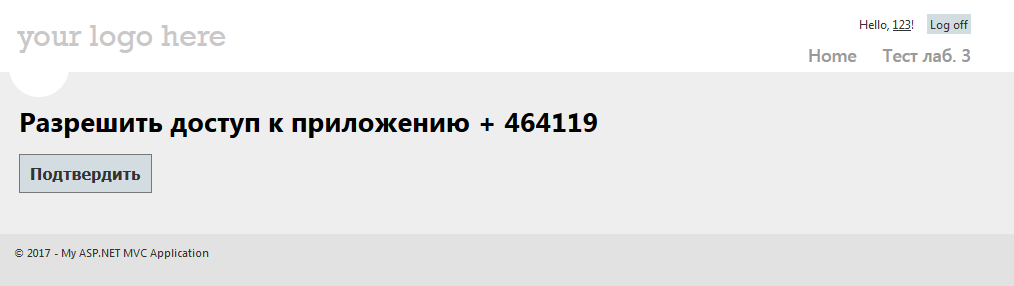 your logo here
Hello, 123! Log off
Home Тест лаб. 3
Разрешить доступ к приложению + 464119
Подтвердить
© 2017 - My ASP.NET MVC Application